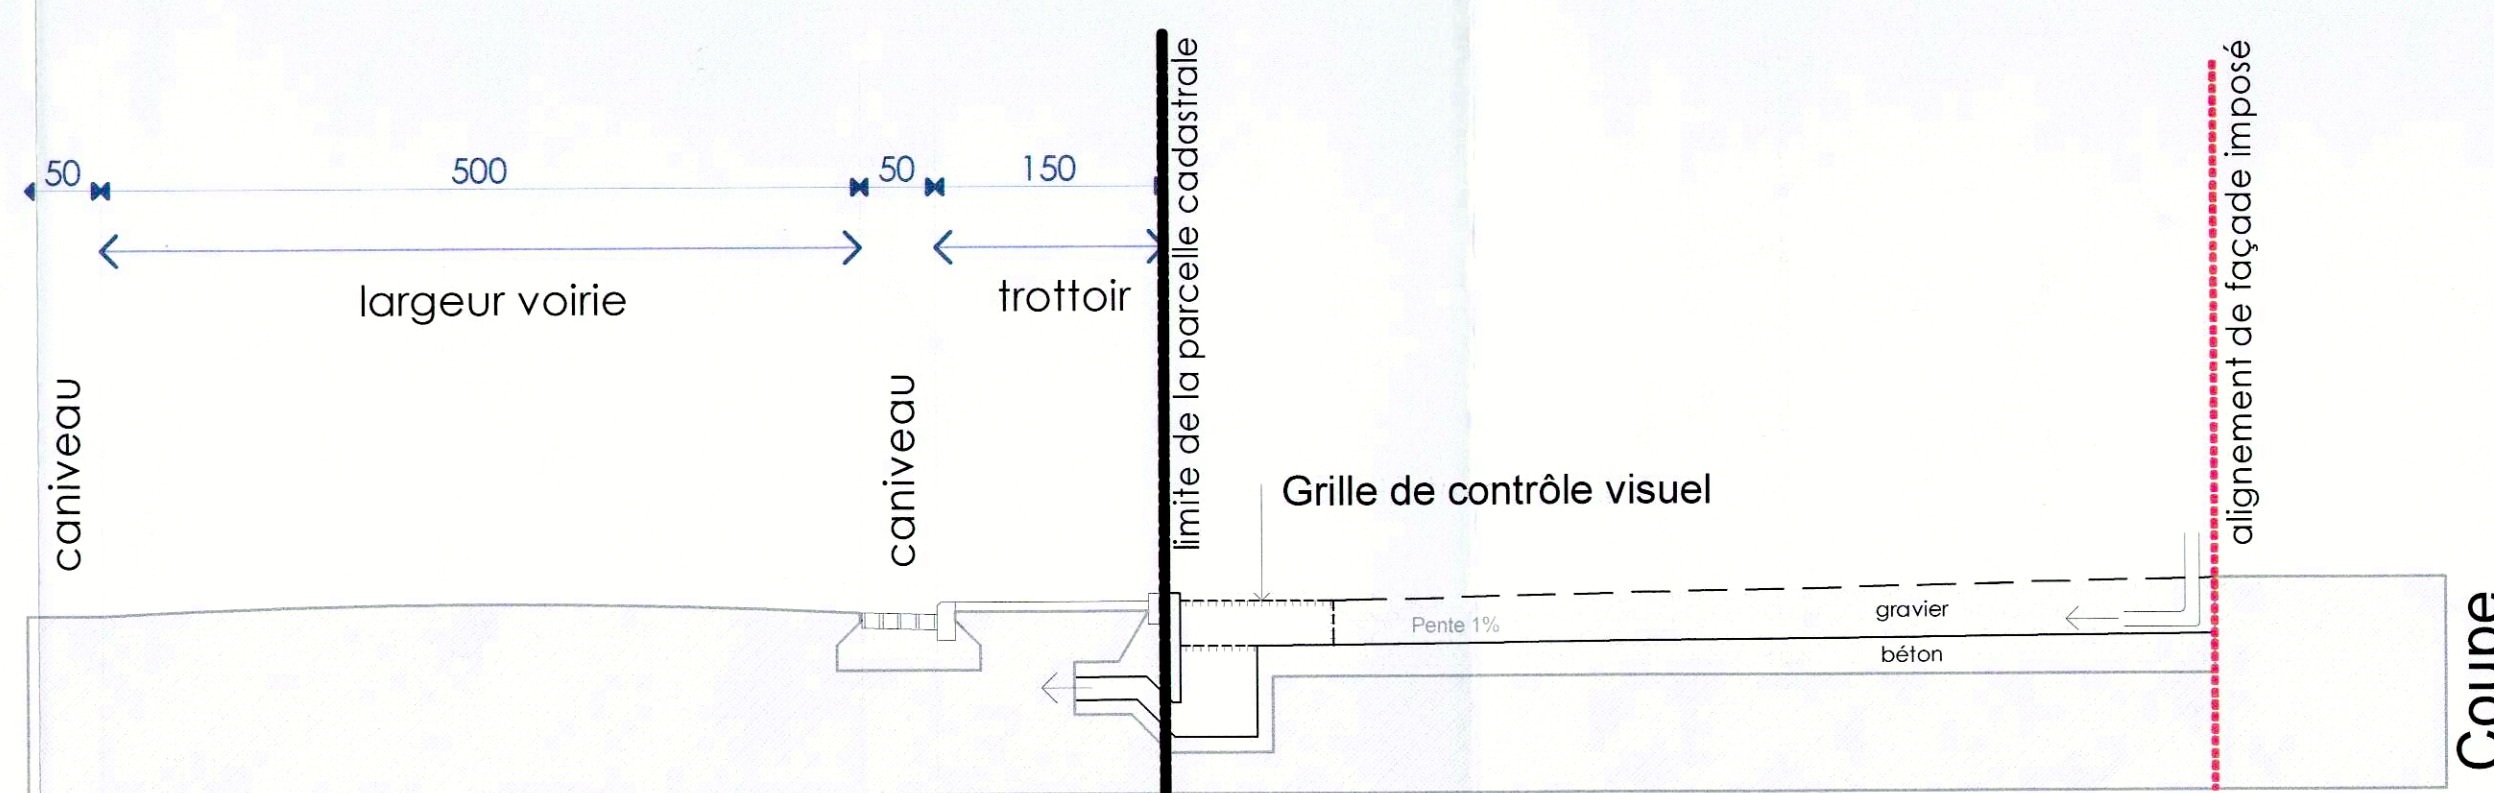 50
500
50
150
largeur voirie
trottoir
caniveau
caniveau
limite de la parcelle cadastrale
Grille de contrôle visuel
alignement de façade imposé
gravier
Pente 1%
béton
Coupe